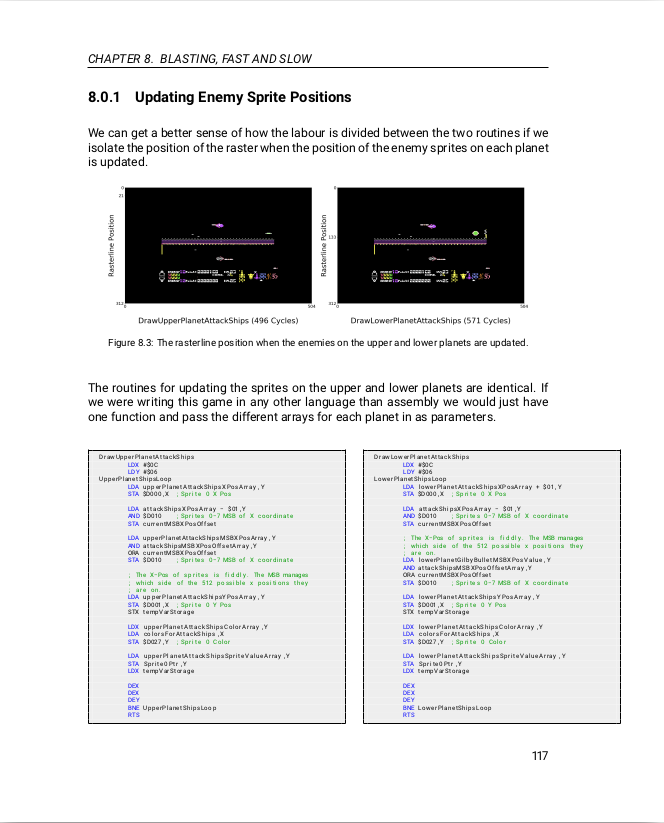 CHAPTER 8. BLASTING, FAST AND SLOW
8.0.1 Updating Enemy Sprite Positions
We can get a better sense of how the labour is divided between the two routines if we
isolate the position of the raster when the position of the enemy sprites on each planet
is updated.
0
21
Rasterline Position
312
0
504
DrawUpperPlanetAttackShips (496 Cycles)
0
133
Rasterline Position
312
0
504
DrawLowerPlanetAttackShips (571 Cycles)
Figure 8.3: The rasterline position when the enemies on the upper and lower planets are updated.
The routines for updating the sprites on the upper and lower planets are identical. If
we were writing this game in any other language than assembly we would just have
one function and pass the different arrays for each planet in as parameters.
DrawUpperPlanetAttackShips
LDX #$0C
LDY #$06
UpperPlanetShipsLoop
LDA upperPlanetAttackShipsXPosArray,Y
STA $D000,X ; Sprite 0 X Pos
LDA attackShipsXPosArray - $01,Y
AND $D010 ; Sprites 0-7 MSB of X coordinate
STA currentMSBXPosOffset
LDA upperPlanetAttackShipsMSBXPosArray,Y
AND attackShipsMSBXPosOffsetArray,Y
ORA currentMSBXPosOffset
STA $D010 ; Sprites 0-7 MSB of X coordinate
; The X-Pos of sprites is fiddly. The MSB manages
; which side of the 512 possible x positions they
; are on.
LDA upperPlanetAttackShipsYPosArray,Y
STA $D001,X ; Sprite 0 Y Pos
STX tempVarStorage
LDX upperPlanetAttackShipsColorArray,Y
LDA colorsForAttackShips,X
STA $D027,Y ; Sprite 0 Color
LDA upperPlanetAttackShipsSpriteValueArray,Y
STA Sprite0Ptr,Y
LDX tempVarStorage
DEX
DEX
DEY
BNE UpperPlanetShipsLoop
RTS
DrawLowerPlanetAttackShips
LDX #$0C
LDY #$06
LowerPlanetShipsLoop
LDA lowerPlanetAttackShipsXPosArray + $01,Y
STA $D000,X ; Sprite 0 X Pos
LDA attackShipsXPosArray - $01,Y
AND $D010 ; Sprites 0-7 MSB of X coordinate
STA currentMSBXPosOffset
; The X-Pos of sprites is fiddly. The MSB manages
; which side of the 512 possible x positions they
; are on.
LDA lowerPlanetGilbyBulletMSBXPosValue,Y
AND attackShipsMSBXPosOffsetArray,Y
ORA currentMSBXPosOffset
STA $D010 ; Sprites 0-7 MSB of X coordinate
LDA lowerPlanetAttackShipsYPosArray,Y
STA $D001,X ; Sprite 0 Y Pos
STX tempVarStorage
LDX lowerPlanetAttackShipsColorArray,Y
LDA colorsForAttackShips,X
STA $D027,Y ; Sprite 0 Color
LDA lowerPlanetAttackShipsSpriteValueArray,Y
STA Sprite0Ptr,Y
LDX tempVarStorage
DEX
DEX
DEY
BNE LowerPlanetShipsLoop
RTS
117